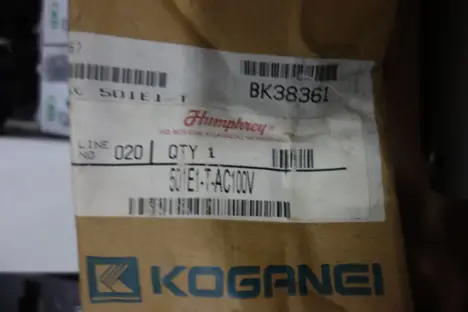 501E1-T
BK38361
Humphrey
LINE NO 020 QTY 1
501E1-T-AC100V
KOGANEI